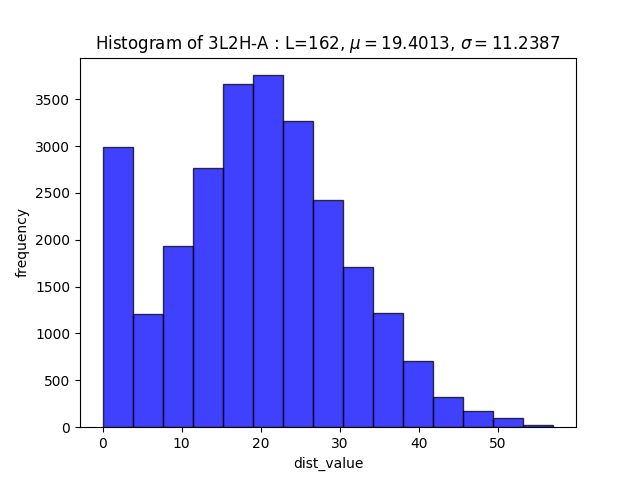 Histogram of 3L2H-A : L=162, μ = 19.4013, σ = 11.2387
3500
3000
2500
2000
1500
1000
500
0
frequency
0 10 20 30 40 50
dist_value